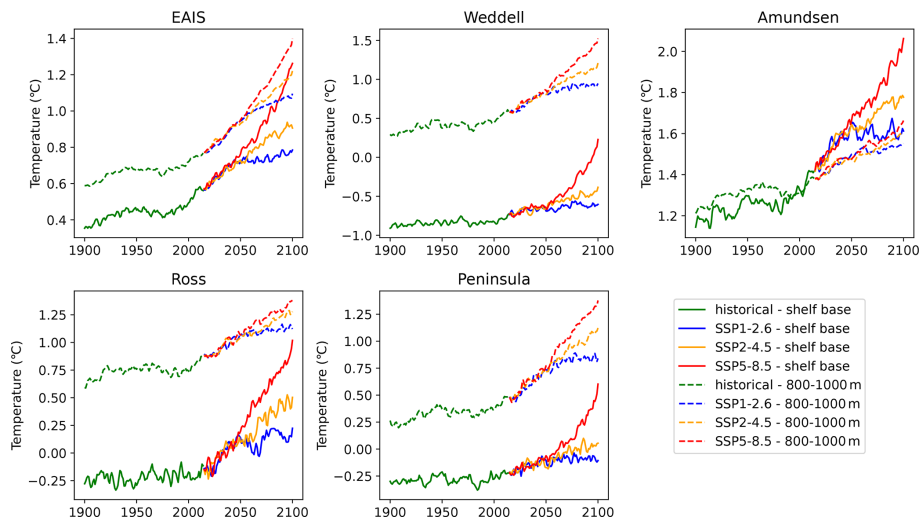 EAIS
Weddell
Amundsen
Temperature (°C)
1.4
1.2
1.0
0.8
0.6
0.4
1900 1950 2000 2050 2100
Temperature (°C)
1.5
1.0
0.5
0.0
−0.5
−1.0
1900 1950 2000 2050 2100
Temperature (°C)
2.0
1.8
1.6
1.4
1.2
1900 1950 2000 2050 2100
Ross
Peninsula
Temperature (°C)
1.25
1.00
0.75
0.50
0.25
0.00
−0.25
1900 1950 2000 2050 2100
Temperature (°C)
1.25
1.00
0.75
0.50
0.25
0.00
−0.25
1900 1950 2000 2050 2100
historical - shelf base
SSP1-2.6 - shelf base
SSP2-4.5 - shelf base
SSP5-8.5 - shelf base
historical - 800-1000 m
SSP1-2.6 - 800-1000 m
SSP2-4.5 - 800-1000 m
SSP5-8.5 - 800-1000 m